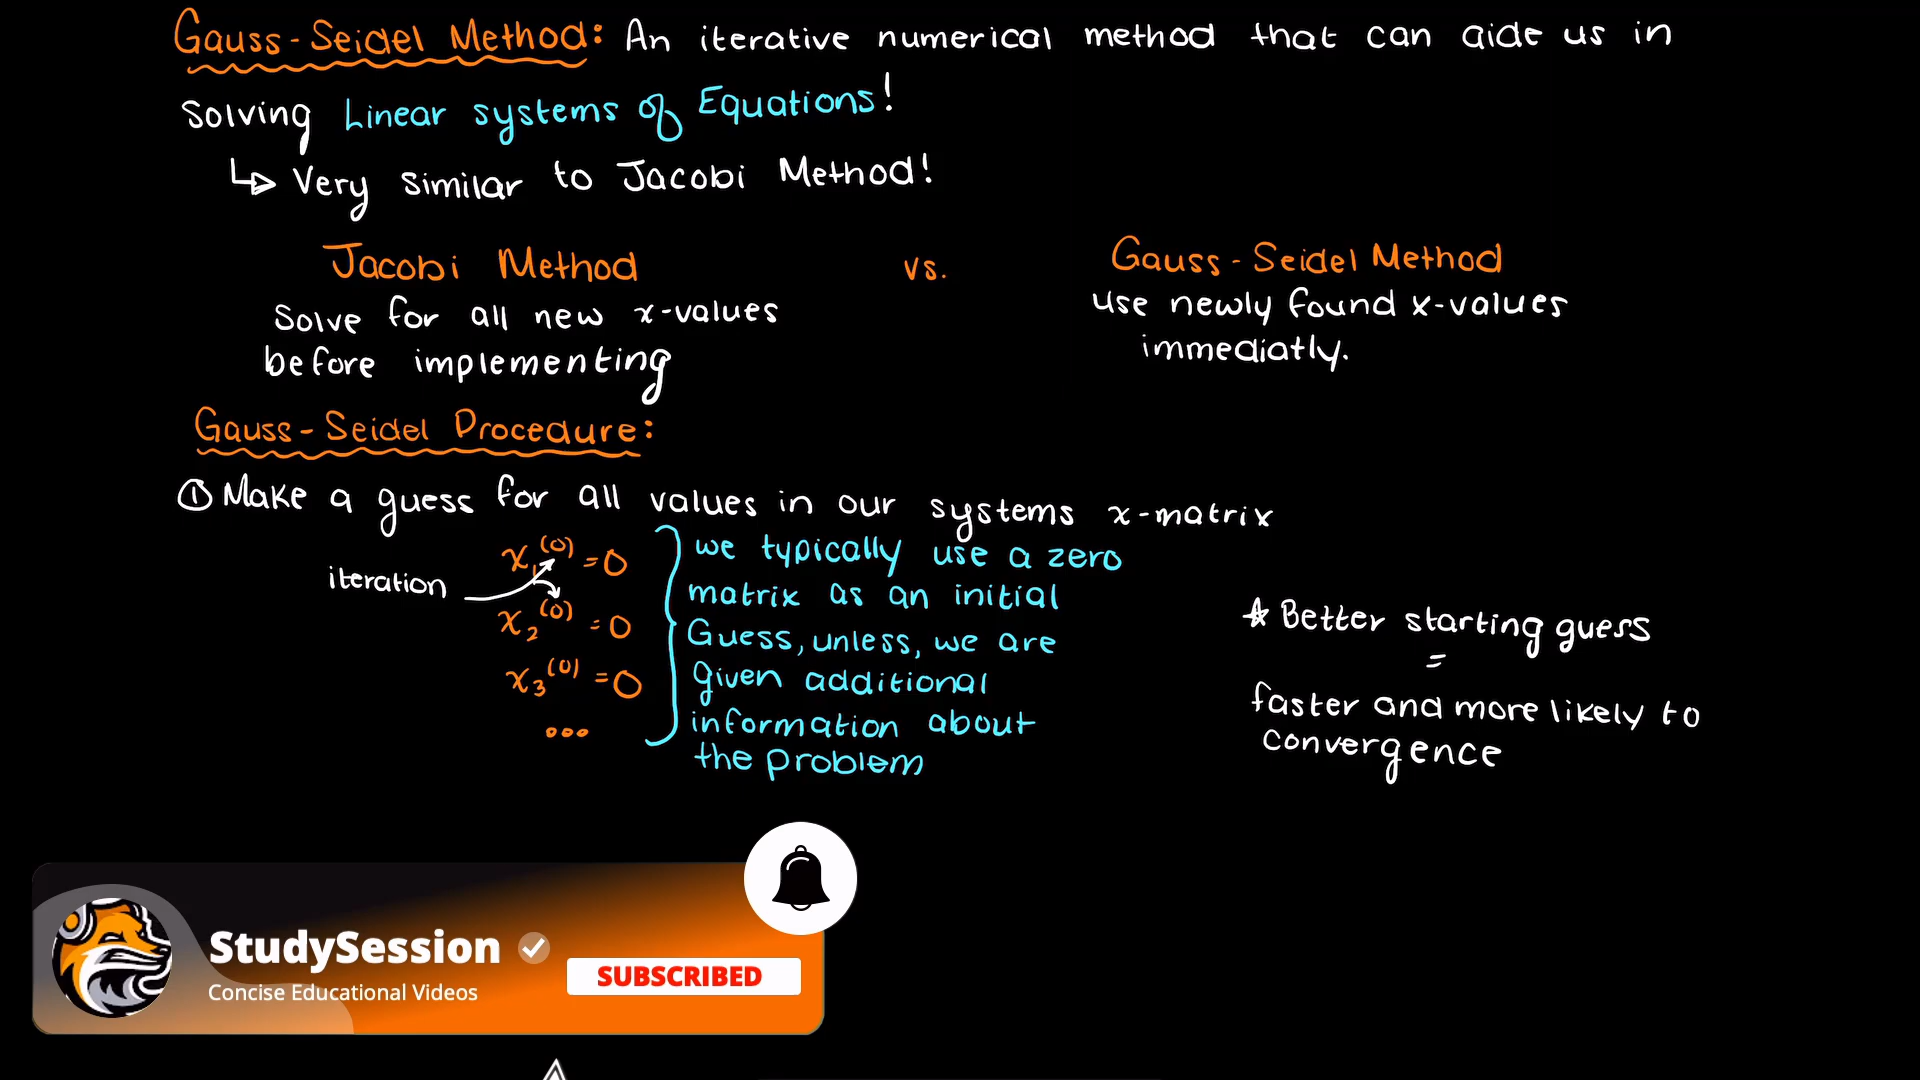 Gauss-Seidel Method: An iterative numerical method that can aide us in
Solving Linear systems of Equations!
↳ Very similar to Jacobi Method!
Jacobi Method vs. Gauss-Seidel Method
Solve for all new x-values
before implementing
use newly found x-values
immediatly.
Gauss-Seidel Procedure:
① Make a guess for all values in our systems x-matrix
iteration
x₁⁽⁰⁾ = 0
x₂⁽⁰⁾ = 0
x₃⁽⁰⁾ = 0
...
we typically use a zero
matrix as an initial
Guess, unless, we are
given additional
information about
the problem
* Better starting guess
=
faster and more likely to
convergence
StudySession
Concise Educational Videos
SUBSCRIBED